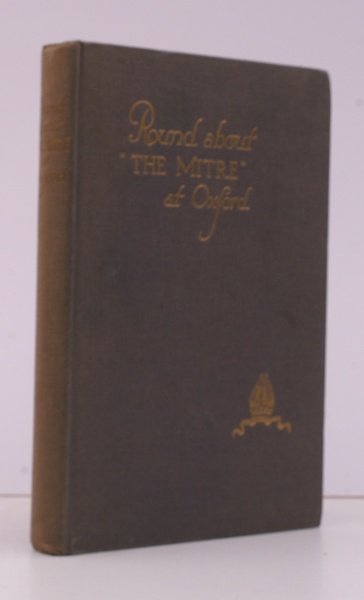 Round about
"THE MITRE"
at Oxford